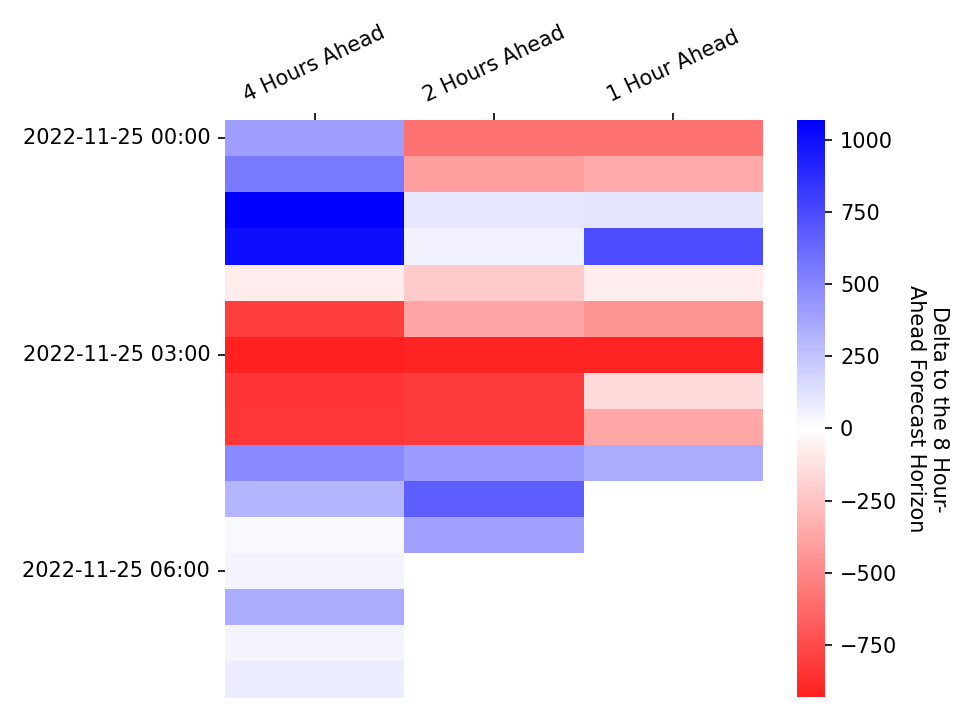 4 Hours Ahead
2 Hours Ahead
1 Hour Ahead
2022-11-25 00:00
2022-11-25 03:00
2022-11-25 06:00
1000
750
500
250
0
−250
−500
−750
Delta to the 8 Hour-
Ahead Forecast Horizon